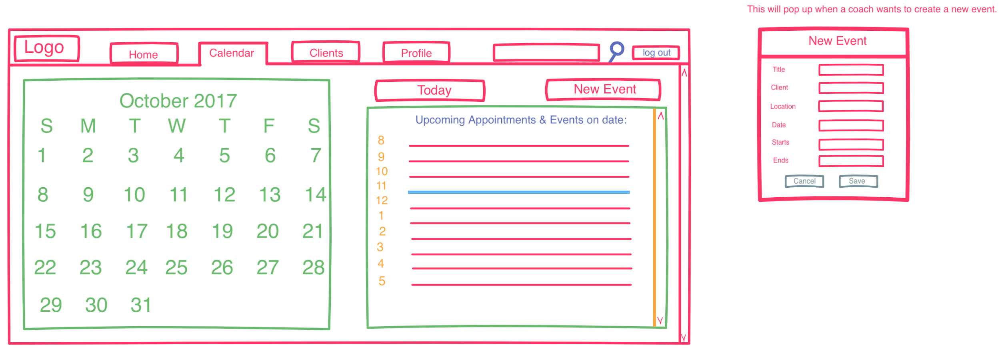 This will pop up when a coach wants to create a new event.
Logo
Home
Calendar
Clients
Profile
log out
October 2017
S M T W T F S
1 2 3 4 5 6 7
8 9 10 11 12 13 14
15 16 17 18 19 20 21
22 23 24 25 26 27 28
29 30 31
Today
New Event
Upcoming Appointments & Events on date:
8
9
10
11
12
1
2
3
4
5
New Event
Title
Client
Location
Date
Starts
Ends
Cancel
Save